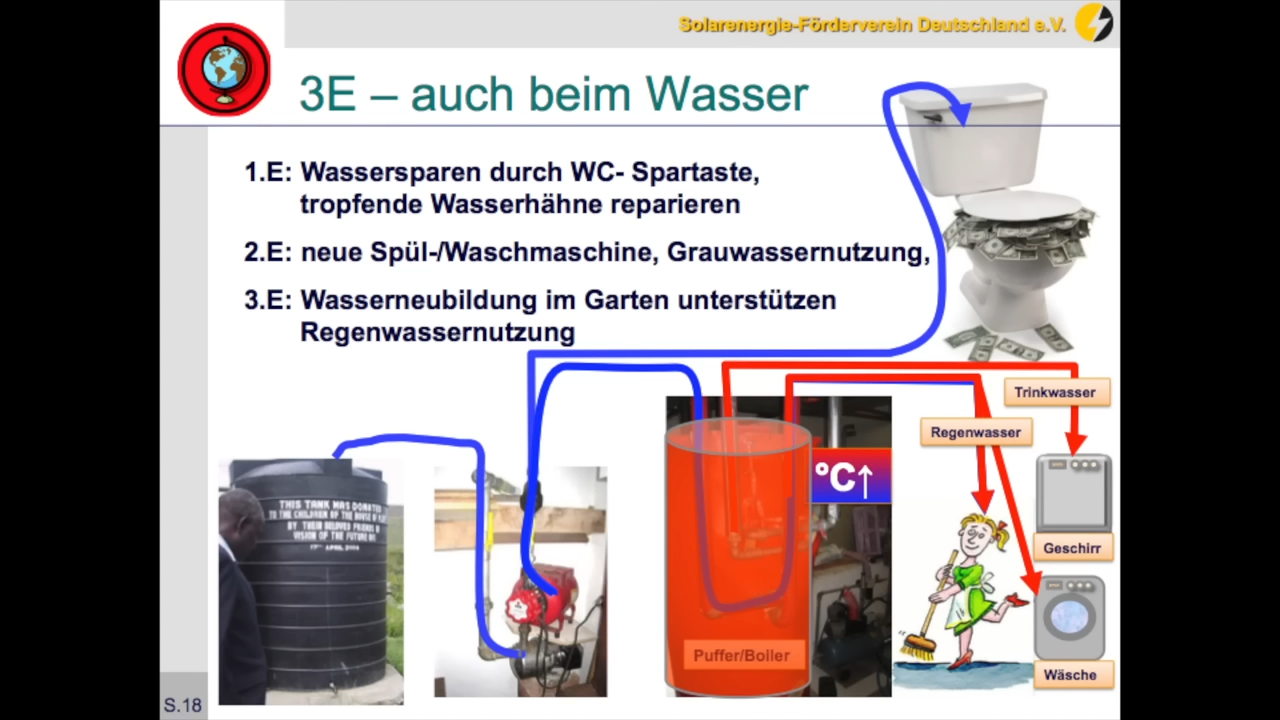 Solarenergie-Förderverein Deutschland e.V.
3E – auch beim Wasser
1.E: Wassersparen durch WC- Spartaste,
tropfende Wasserhähne reparieren
2.E: neue Spül-/Waschmaschine, Grauwassernutzung,
3.E: Wasserneubildung im Garten unterstützen
Regenwassernutzung
Trinkwasser
Regenwasser
°C↑
THIS TANK WAS DONATED
TO THE CHILDREN OF THE HOUSE OF
BY THEIR BELOVED FRIENDS
VISION OF THE FUTURE
APRIL 2004
Geschirr
Puffer/Boiler
Wäsche
S.18